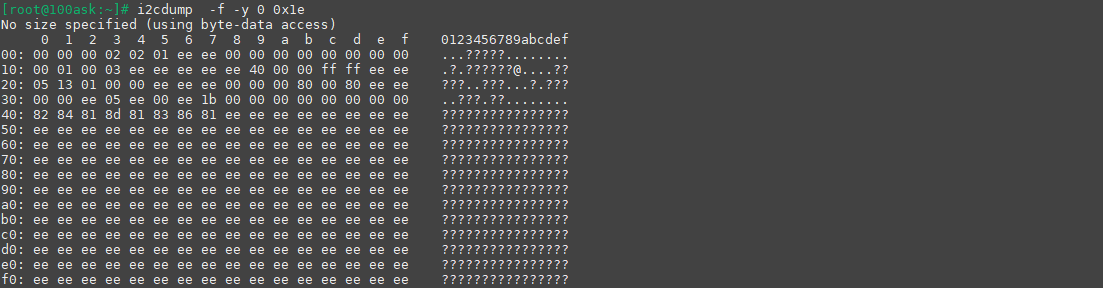 [root@100ask:~]# i2cdump  -f -y 0 0x1e
No size specified (using byte-data access)
     0  1  2  3  4  5  6  7  8  9  a  b  c  d  e  f    0123456789abcdef
00: 00 00 00 02 02 01 ee ee 00 00 00 00 00 00 00 00    ...?????........
10: 00 01 00 03 ee ee ee ee ee 40 00 00 ff ff ee ee    .?.??????@....??
20: 05 13 01 00 00 ee ee ee 00 00 00 80 00 80 ee ee    ???..???...?.???
30: 00 00 ee 05 ee 00 ee 1b 00 00 00 00 00 00 00 00    ..???.??........
40: 82 84 81 8d 81 83 86 81 ee ee ee ee ee ee ee ee    ????????????????
50: ee ee ee ee ee ee ee ee ee ee ee ee ee ee ee ee    ????????????????
60: ee ee ee ee ee ee ee ee ee ee ee ee ee ee ee ee    ????????????????
70: ee ee ee ee ee ee ee ee ee ee ee ee ee ee ee ee    ????????????????
80: ee ee ee ee ee ee ee ee ee ee ee ee ee ee ee ee    ????????????????
90: ee ee ee ee ee ee ee ee ee ee ee ee ee ee ee ee    ????????????????
a0: ee ee ee ee ee ee ee ee ee ee ee ee ee ee ee ee    ????????????????
b0: ee ee ee ee ee ee ee ee ee ee ee ee ee ee ee ee    ????????????????
c0: ee ee ee ee ee ee ee ee ee ee ee ee ee ee ee ee    ????????????????
d0: ee ee ee ee ee ee ee ee ee ee ee ee ee ee ee ee    ????????????????
e0: ee ee ee ee ee ee ee ee ee ee ee ee ee ee ee ee    ????????????????
f0: ee ee ee ee ee ee ee ee ee ee ee ee ee ee ee ee    ????????????????